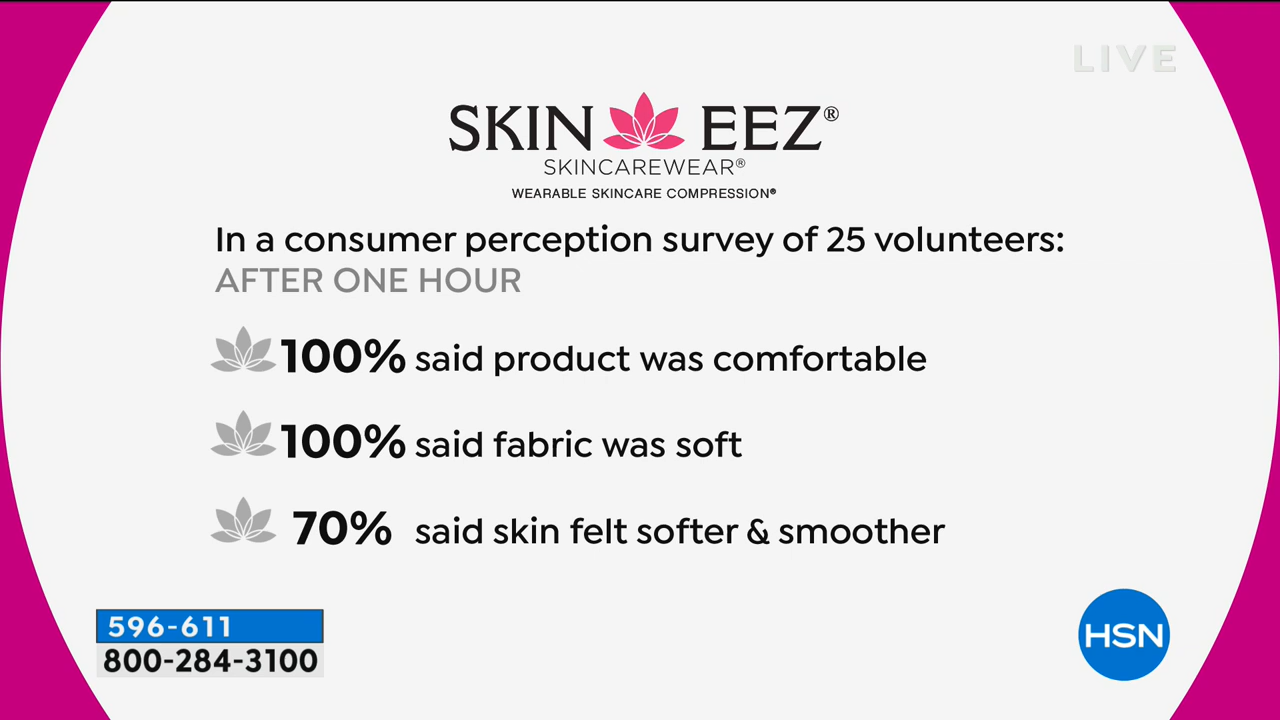 LIVE
SKIN EEZ®
SKINCAREWEAR®
WEARABLE SKINCARE COMPRESSION®
In a consumer perception survey of 25 volunteers:
AFTER ONE HOUR
100% said product was comfortable
100% said fabric was soft
70% said skin felt softer & smoother
596-611
800-284-3100
HSN